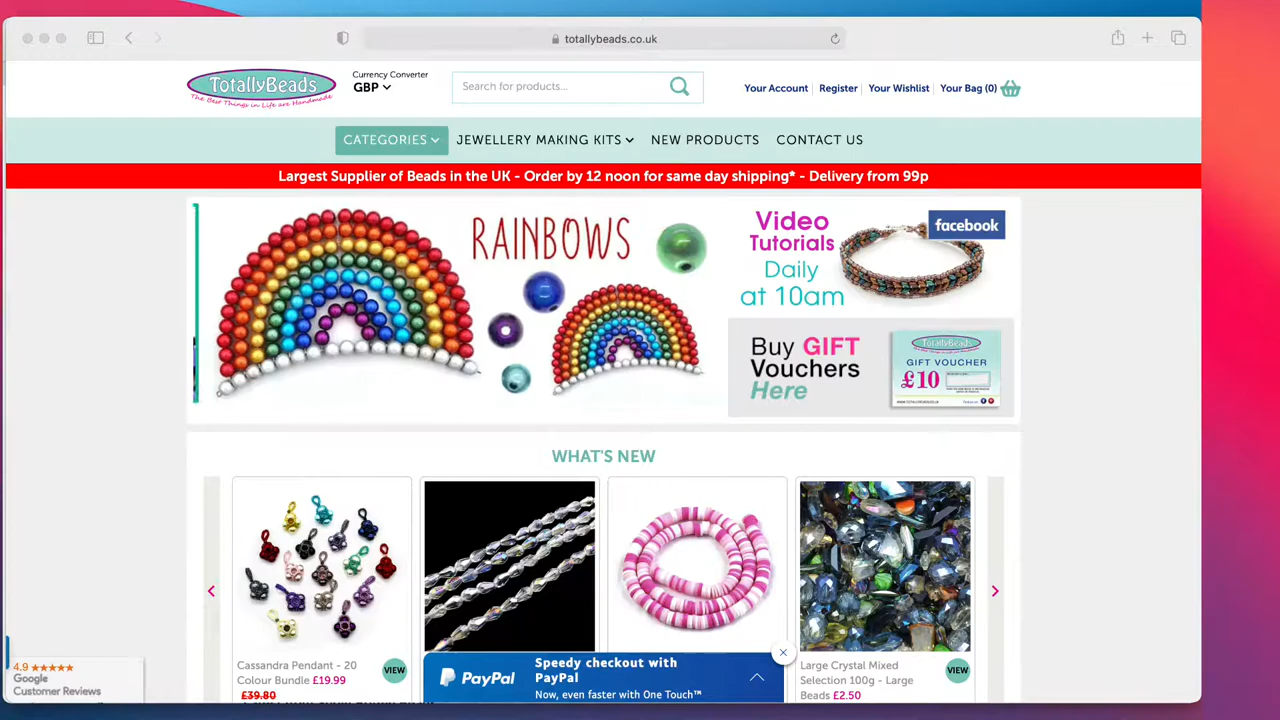 totallybeads.co.uk
TotallyBeads
The Best Things in Life are Handmade
Currency Converter
GBP
Search for products...
Your Account
Register
Your Wishlist
Your Bag (0)
CATEGORIES
JEWELLERY MAKING KITS
NEW PRODUCTS
CONTACT US
Largest Supplier of Beads in the UK - Order by 12 noon for same day shipping* - Delivery from 99p
RAINBOWS
Video
Tutorials
Daily
at 10am
facebook
Buy GIFT
Vouchers
Here
TotallyBeads
GIFT VOUCHER
£10
WHAT'S NEW
Cassandra Pendant - 20
Colour Bundle £19.99
£39.80
VIEW
PayPal
Speedy checkout with
PayPal
Now, even faster with One Touch™
Large Crystal Mixed
Selection 100g - Large
Beads £2.50
VIEW
4.9 ★★★★★
Google
Customer Reviews